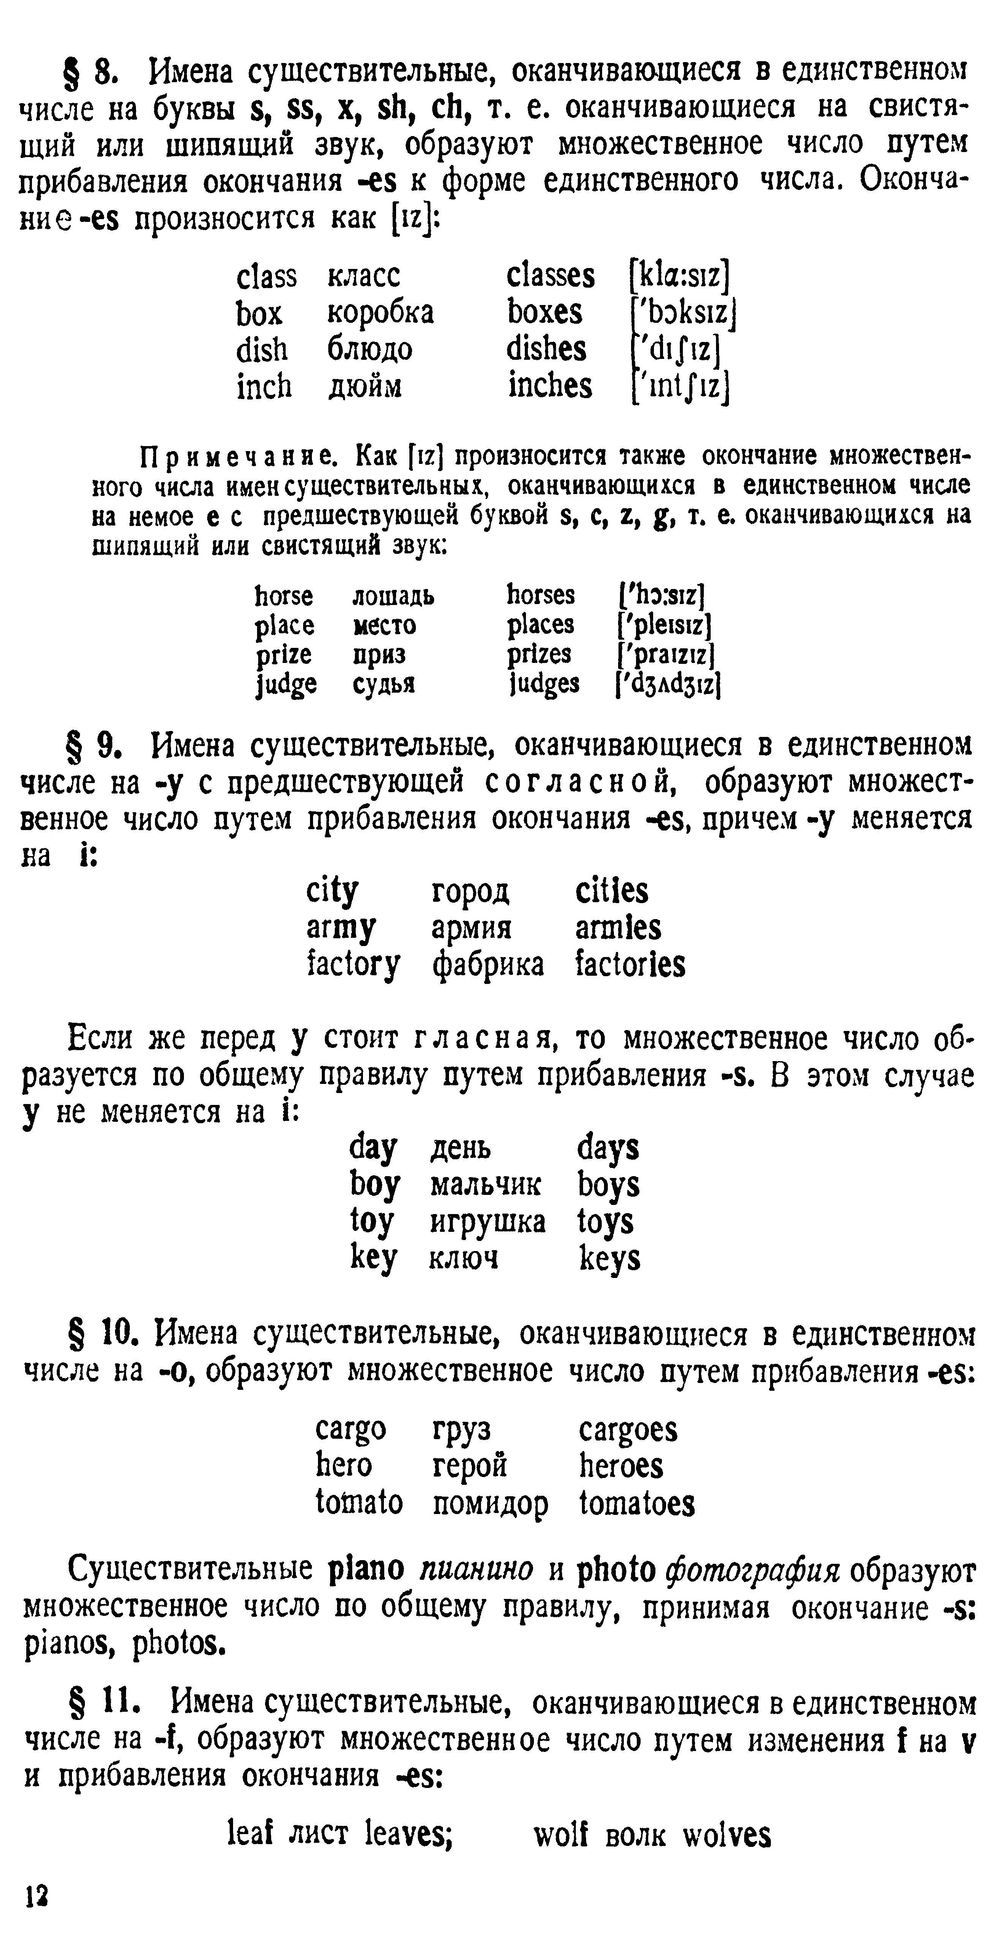 § 8. Имена существительные, оканчивающиеся в единственном
числе на буквы s, ss, x, sh, ch, т. е. оканчивающиеся на свистя-
щий или шипящий звук, образуют множественное число путем
прибавления окончания -es к форме единственного числа. Оконча-
ние -es произносится как [ɪz]:
class класс classes [klɑ:sɪz]
box коробка boxes ['bɔksɪz]
dish блюдо dishes ['dɪʃɪz]
inch дюйм inches ['ɪntʃɪz]
Примечание. Как [ɪz] произносится также окончание множествен-
ного числа имен существительных, оканчивающихся в единственном числе
на немое e с предшествующей буквой s, c, z, g, т. е. оканчивающихся на
шипящий или свистящий звук:
horse лошадь horses ['hɔ:sɪz]
place место places ['pleɪsɪz]
prize приз prizes ['praɪzɪz]
judge судья judges ['dʒʌdʒɪz]
§ 9. Имена существительные, оканчивающиеся в единственном
числе на -y с предшествующей согласной, образуют множест-
венное число путем прибавления окончания -es, причем -y меняется
на i:
city город cities
army армия armies
factory фабрика factories
Если же перед y стоит гласная, то множественное число об-
разуется по общему правилу путем прибавления -s. В этом случае
y не меняется на i:
day день days
boy мальчик boys
toy игрушка toys
key ключ keys
§ 10. Имена существительные, оканчивающиеся в единственном
числе на -o, образуют множественное число путем прибавления -es:
cargo груз cargoes
hero герой heroes
tomato помидор tomatoes
Существительные piano пианино и photo фотография образуют
множественное число по общему правилу, принимая окончание -s:
pianos, photos.
§ 11. Имена существительные, оканчивающиеся в единственном
числе на -f, образуют множественное число путем изменения f на v
и прибавления окончания -es:
leaf лист leaves; wolf волк wolves
12